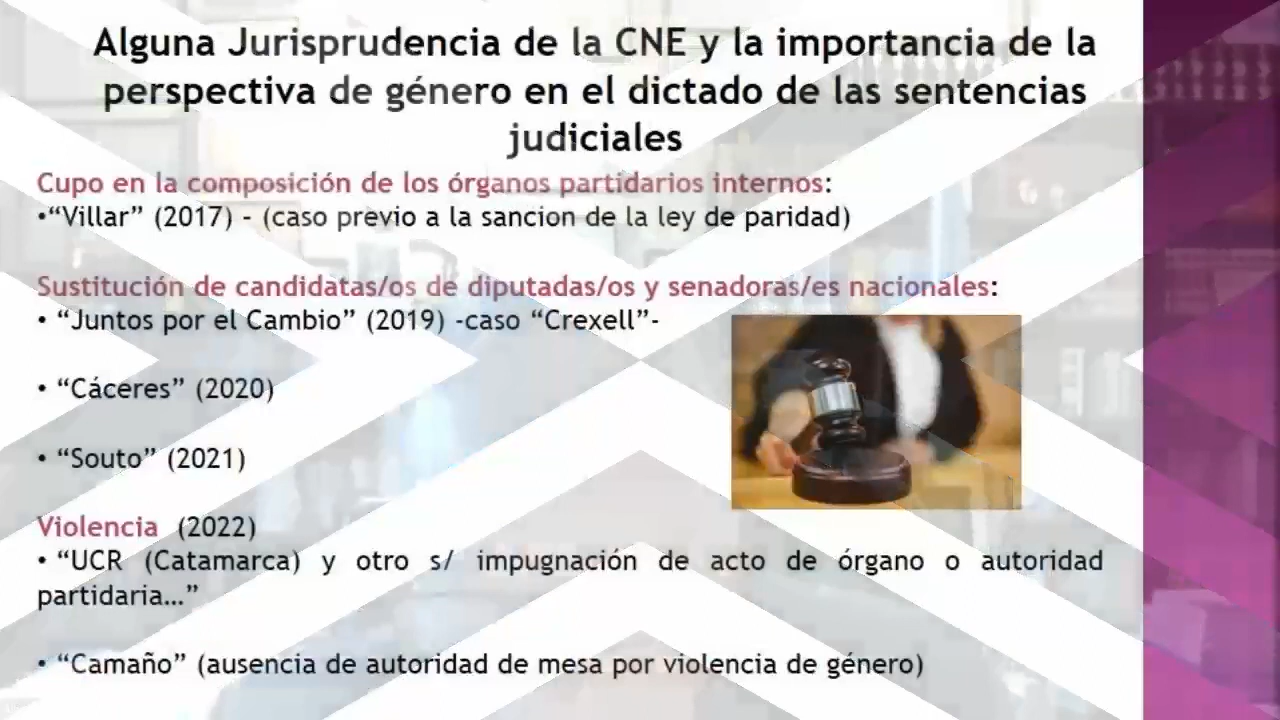 Alguna Jurisprudencia de la CNE y la importancia de la
perspectiva de género en el dictado de las sentencias
judiciales
Cupo en la composición de los órganos partidarios internos:
•“Villar” (2017) - (caso previo a la sancion de la ley de paridad)
Sustitución de candidatas/os de diputadas/os y senadoras/es nacionales:
• “Juntos por el Cambio” (2019) -caso “Crexell”-
• “Cáceres” (2020)
• “Souto” (2021)
Violencia (2022)
• “UCR (Catamarca) y otro s/ impugnación de acto de órgano o autoridad
partidaria…”
• “Camaño” (ausencia de autoridad de mesa por violencia de género)